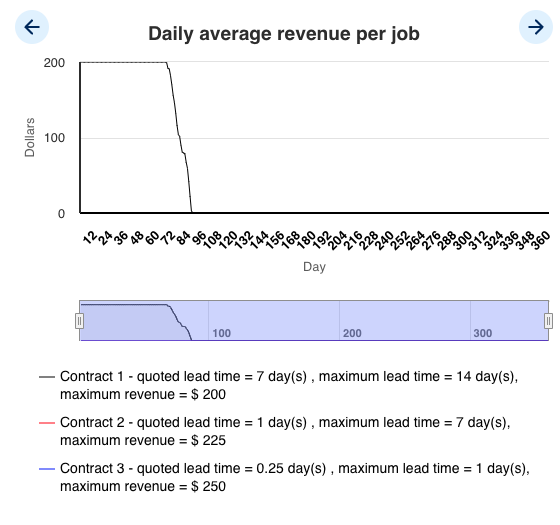 Daily average revenue per job
200
100
0
Dollars
12 24 36 48 60 72 84 96 108 120 132 144 156 168 180 192 204 216 228 240 252 264 276 288 300 312 324 336 348 360
Day
100 200 300
Contract 1 - quoted lead time = 7 day(s) , maximum lead time = 14 day(s),
maximum revenue = $ 200
Contract 2 - quoted lead time = 1 day(s) , maximum lead time = 7 day(s),
maximum revenue = $ 225
Contract 3 - quoted lead time = 0.25 day(s) , maximum lead time = 1 day(s),
maximum revenue = $ 250